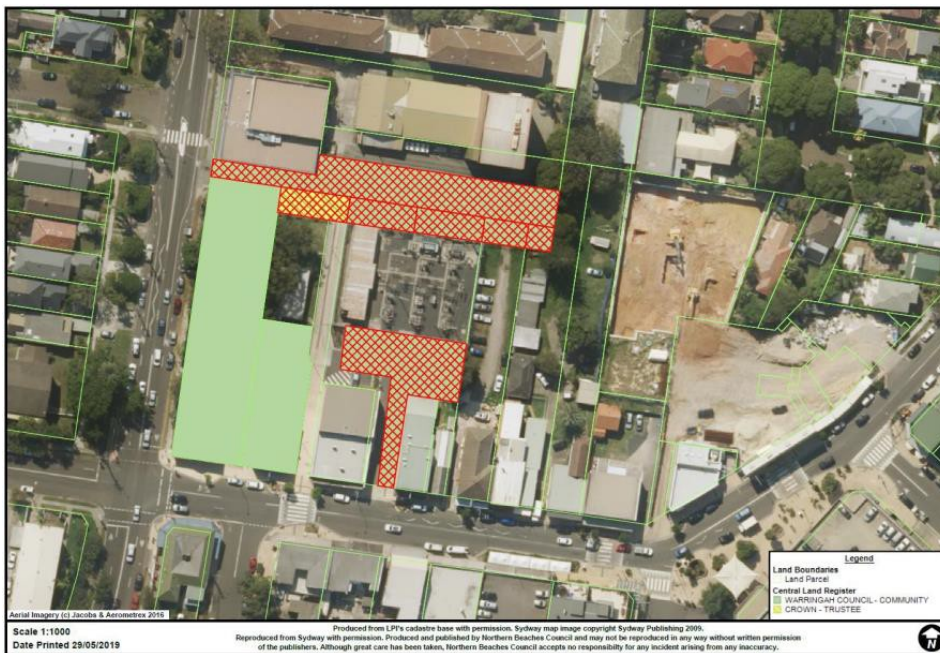 Legend
Land Boundaries
Land Parcel
Central Land Register
WARRINGAH COUNCIL - COMMUNITY
CROWN - TRUSTEE
Aerial Imagery (c) Jacobs & Aerometrex 2016
Scale 1:1000
Date Printed 29/05/2019
Produced from LPI's cadastre base with permission. Sydway map image copyright Sydway Publishing 2009.
Reproduced from Sydway with permission. Produced and published by Northern Beaches Council and may not be reproduced in any way without written permission
of the publishers. Although great care has been taken, Northern Beaches Council accepts no responsibilty for any incident arising from any inaccuracy.
N